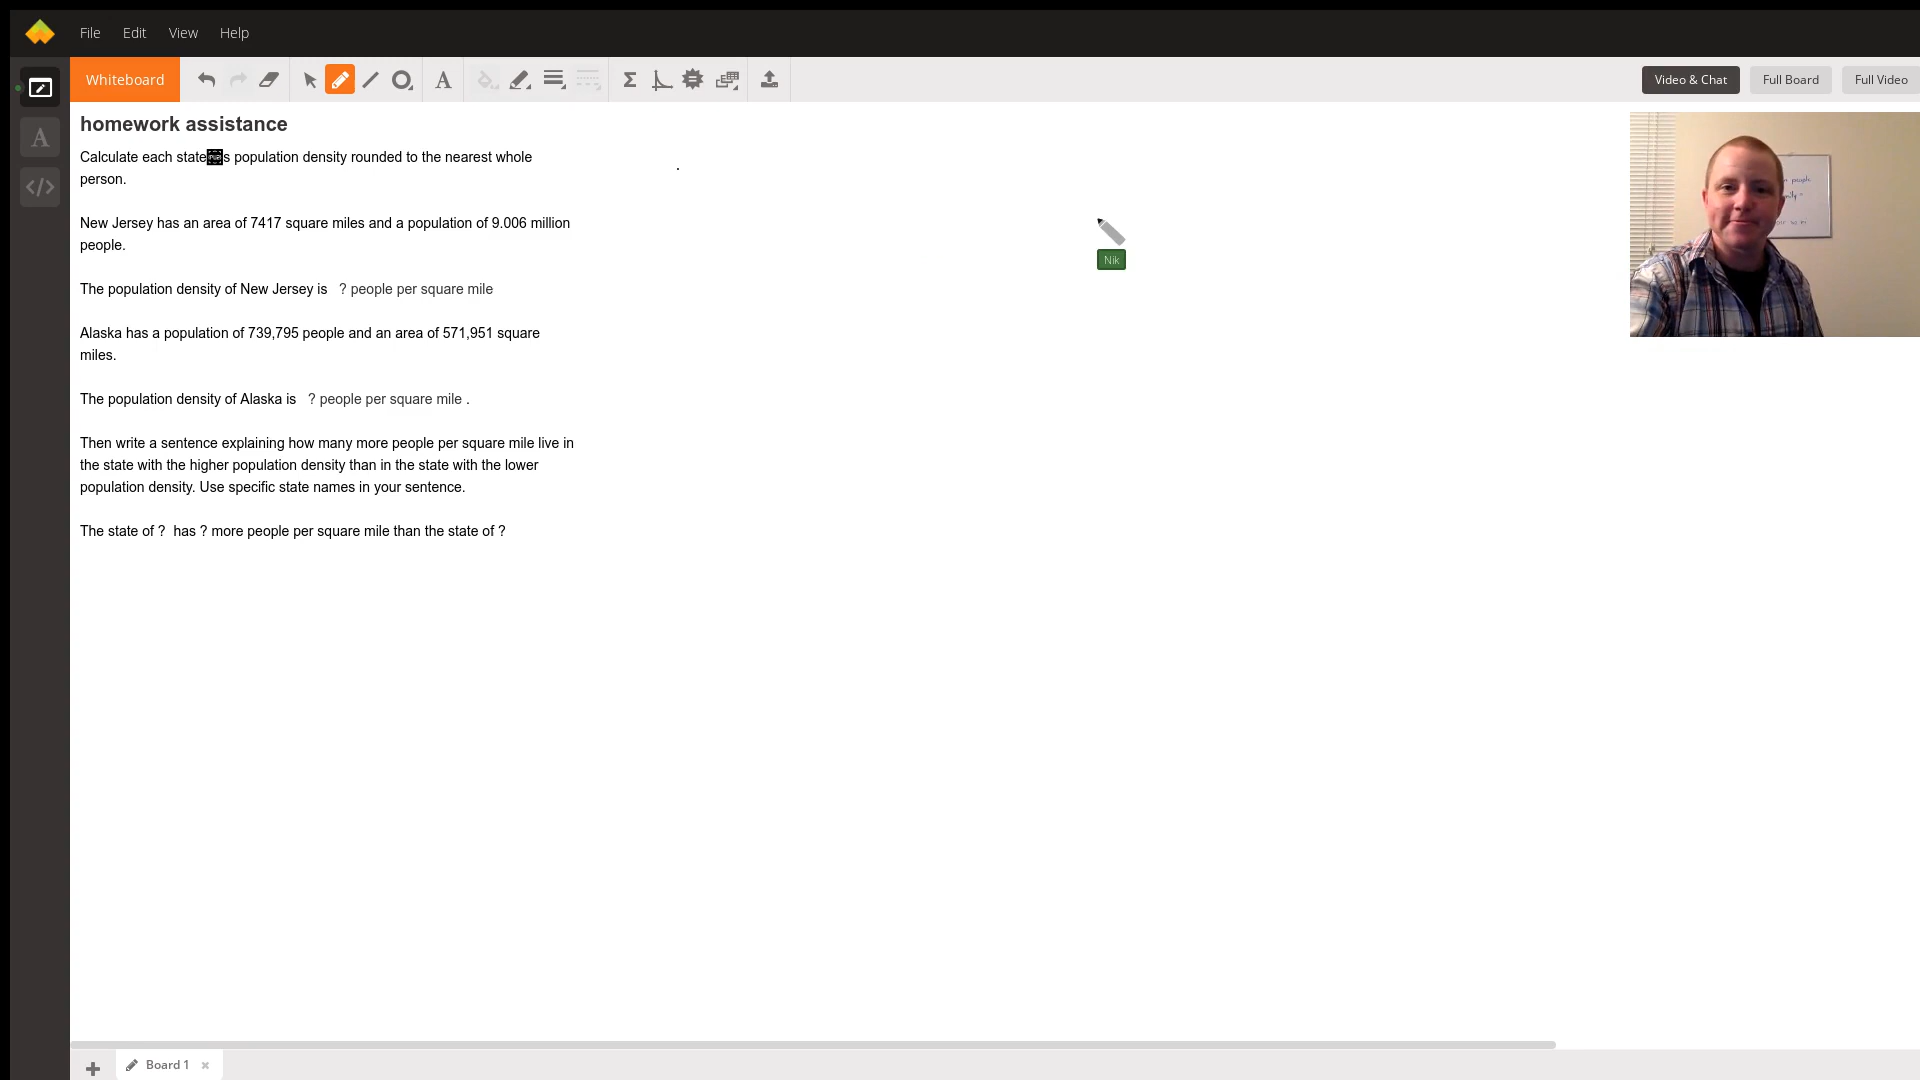 File Edit View Help
Whiteboard A Σ Video & Chat Full Board Full Video
A
</>
homework assistance
Calculate each state s population density rounded to the nearest whole
person.
New Jersey has an area of 7417 square miles and a population of 9.006 million
people.
The population density of New Jersey is ? people per square mile
Alaska has a population of 739,795 people and an area of 571,951 square
miles.
The population density of Alaska is ? people per square mile .
Then write a sentence explaining how many more people per square mile live in
the state with the higher population density than in the state with the lower
population density. Use specific state names in your sentence.
The state of ? has ? more people per square mile than the state of ?
Nik
people
Board 1